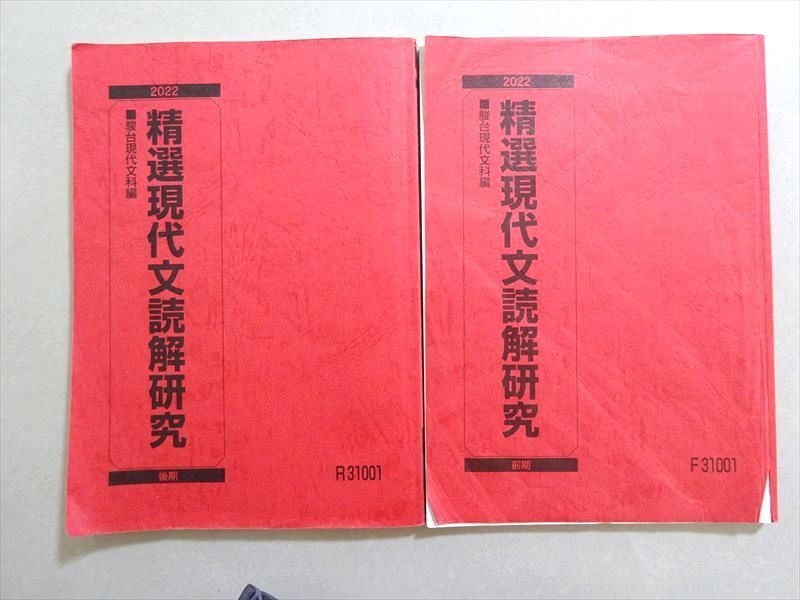 2022
精選現代文読解研究
■駿台現代文科編
後期
R31001
2022
精選現代文読解研究
■駿台現代文科編
前期
F31001